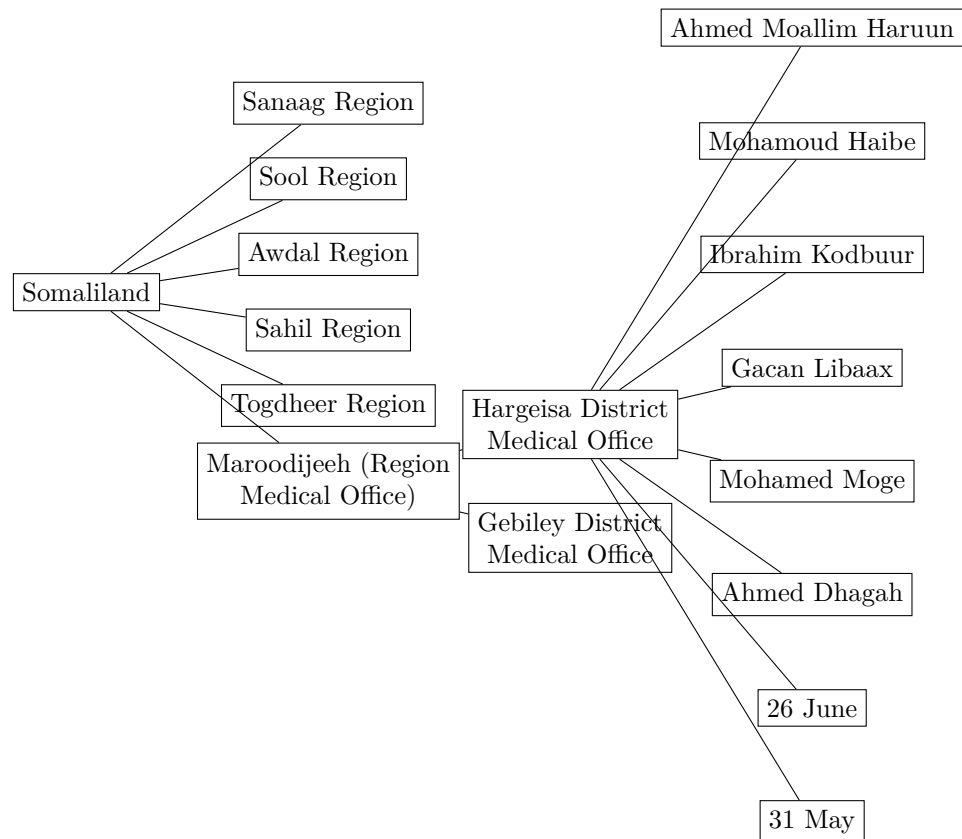 Ahmed Moallim Haruun
Sanaag Region
Mohamoud Haibe
Sool Region
Awdal Region
Ibrahim Kodbuur
Somaliland
Sahil Region
Gacan Libaax
Togdheer Region
Hargeisa District
Medical Office
Maroodijeeh (Region
Medical Office)
Mohamed Moge
Gebiley District
Medical Office
Ahmed Dhagah
26 June
31 May